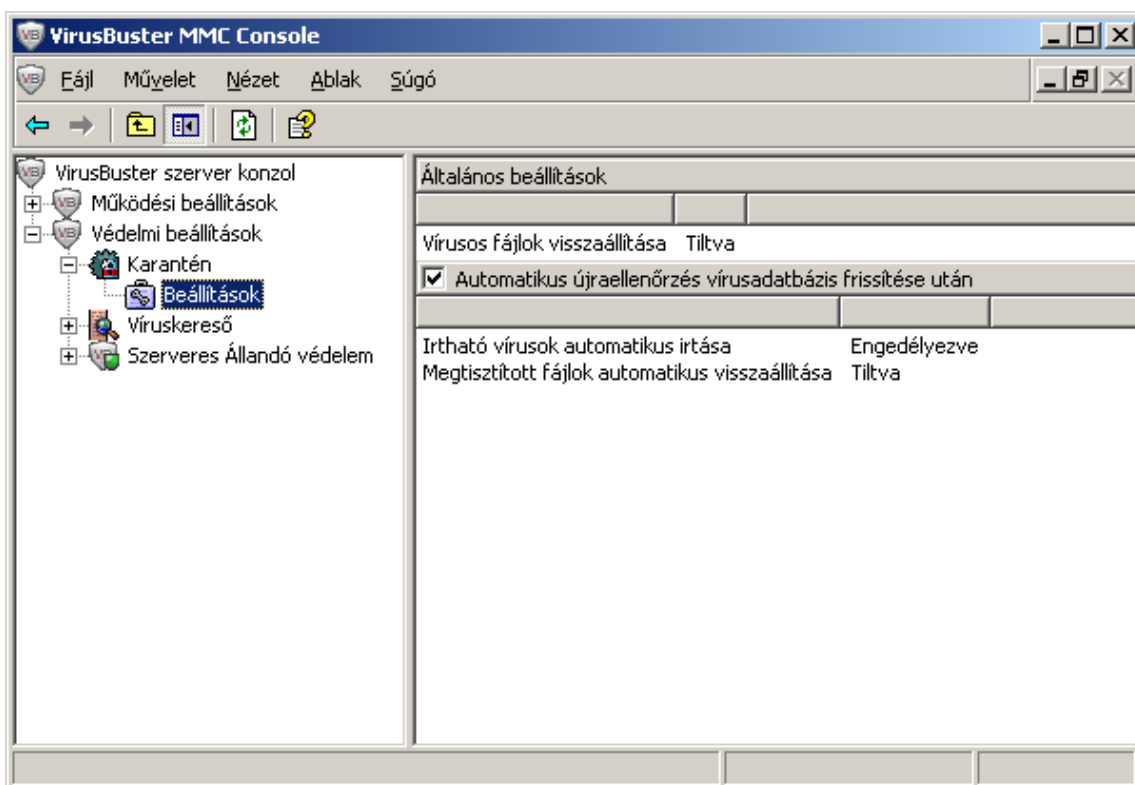 VirusBuster MMC Console
Fájl Művelet Nézet Ablak Súgó
VirusBuster szerver konzol
Működési beállítások
Védelmi beállítások
Karantén
Beállítások
Víruskereső
Szerveres Állandó védelem
Általános beállítások
Vírusos fájlok visszaállítása Tiltva
Automatikus újraellenőrzés vírusadatbázis frissítése után
Irtható vírusok automatikus irtása Engedélyezve
Megtisztított fájlok automatikus visszaállítása Tiltva